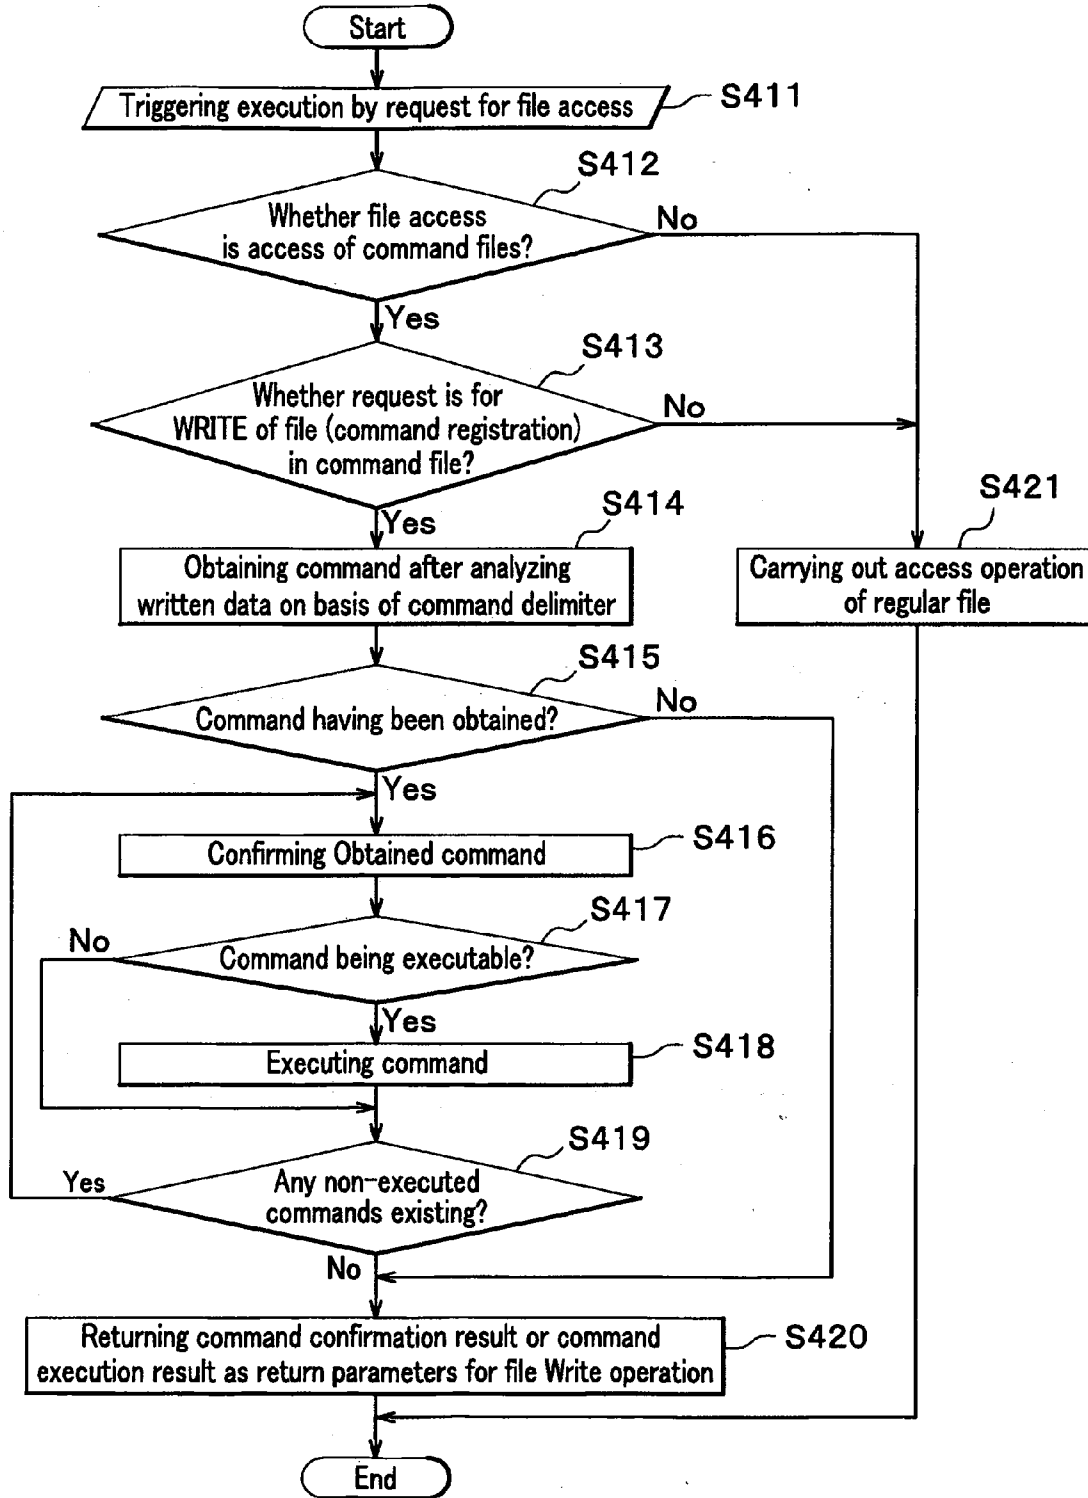 Start
Triggering execution by request for file access
S411
S412
Whether file access
is access of command files?
No
Yes
S413
Whether request is for
WRITE of file (command registration)
in command file?
No
Yes
S414
Obtaining command after analyzing
written data on basis of command delimiter
S421
Carrying out access operation
of regular file
S415
Command having been obtained?
No
Yes
Confirming Obtained command
S416
S417
No
Command being executable?
Yes
Executing command
S418
S419
Yes
Any non-executed
commands existing?
No
Returning command confirmation result or command
execution result as return parameters for file Write operation
S420
End